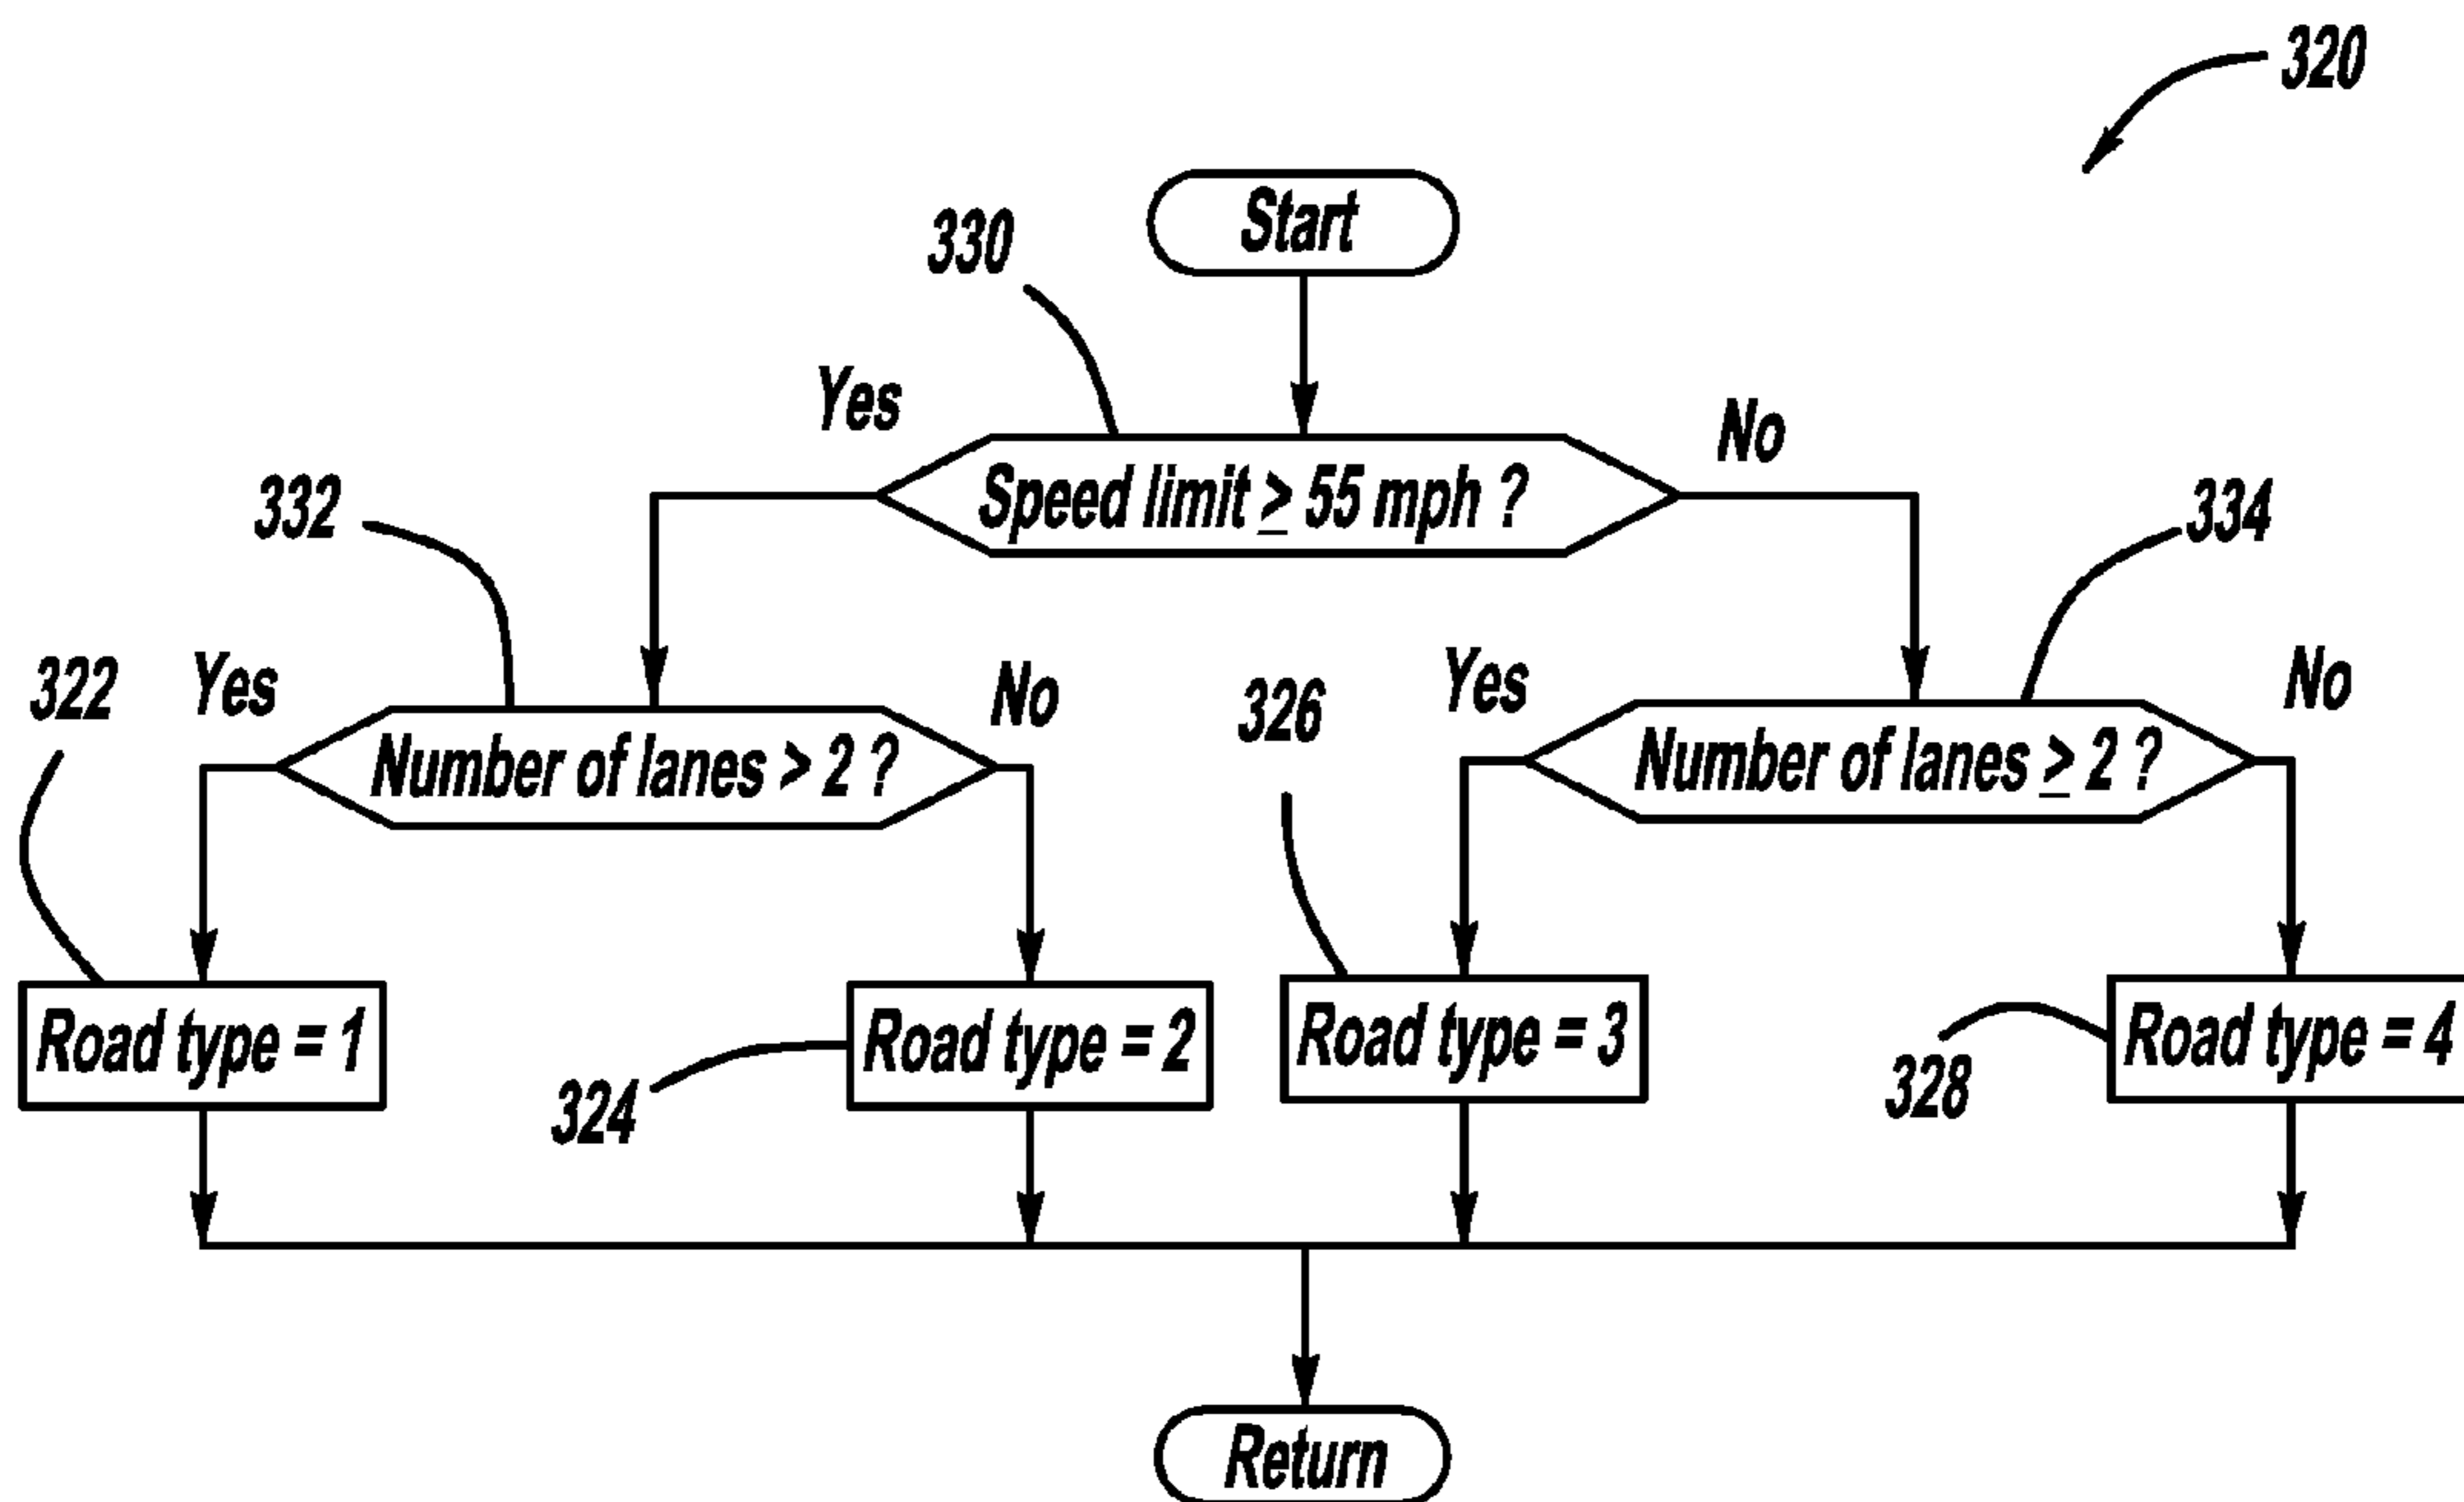 320
Start
330
Yes
No
Speed limit ≥ 55 mph ?
332
334
322
Yes
No
326
Yes
No
Number of lanes > 2 ?
Number of lanes ≥ 2 ?
Road type = 1
Road type = 2
Road type = 3
Road type = 4
324
328
Return